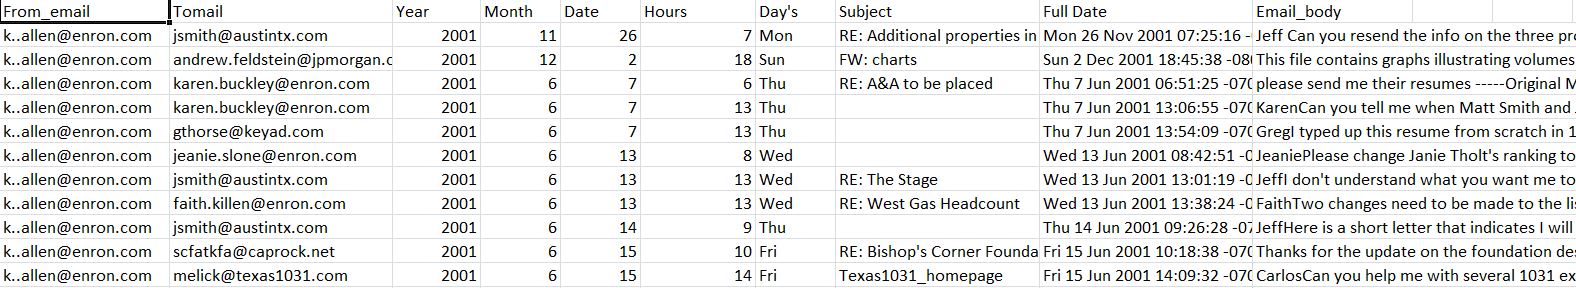 From_email Tomail Year Month Date Hours Day's Subject Full Date Email_body
k..allen@enron.com jsmith@austintx.com 2001 11 26 7 Mon RE: Additional properties in Mon 26 Nov 2001 07:25:16 - Jeff Can you resend the info on the three pro
k..allen@enron.com andrew.feldstein@jpmorgan.c 2001 12 2 18 Sun FW: charts Sun 2 Dec 2001 18:45:38 -080 This file contains graphs illustrating volumes
k..allen@enron.com karen.buckley@enron.com 2001 6 7 6 Thu RE: A&A to be placed Thu 7 Jun 2001 06:51:25 -070 please send me their resumes -----Original M
k..allen@enron.com karen.buckley@enron.com 2001 6 7 13 Thu Thu 7 Jun 2001 13:06:55 -070 KarenCan you tell me when Matt Smith and
k..allen@enron.com gthorse@keyad.com 2001 6 7 13 Thu Thu 7 Jun 2001 13:54:09 -070 GregI typed up this resume from scratch in 1
k..allen@enron.com jeanie.slone@enron.com 2001 6 13 8 Wed Wed 13 Jun 2001 08:42:51 -0 JeaniePlease change Janie Tholt's ranking to
k..allen@enron.com jsmith@austintx.com 2001 6 13 13 Wed RE: The Stage Wed 13 Jun 2001 13:01:19 -0 JeffI don't understand what you want me to
k..allen@enron.com faith.killen@enron.com 2001 6 13 13 Wed RE: West Gas Headcount Wed 13 Jun 2001 13:38:24 -0 FaithTwo changes need to be made to the lis
k..allen@enron.com jsmith@austintx.com 2001 6 14 9 Thu Thu 14 Jun 2001 09:26:28 -07 JeffHere is a short letter that indicates I will
k..allen@enron.com scfatkfa@caprock.net 2001 6 15 10 Fri RE: Bishop's Corner Founda Fri 15 Jun 2001 10:18:38 -070 Thanks for the update on the foundation des
k..allen@enron.com melick@texas1031.com 2001 6 15 14 Fri Texas1031_homepage Fri 15 Jun 2001 14:09:32 -070 CarlosCan you help me with several 1031 ex